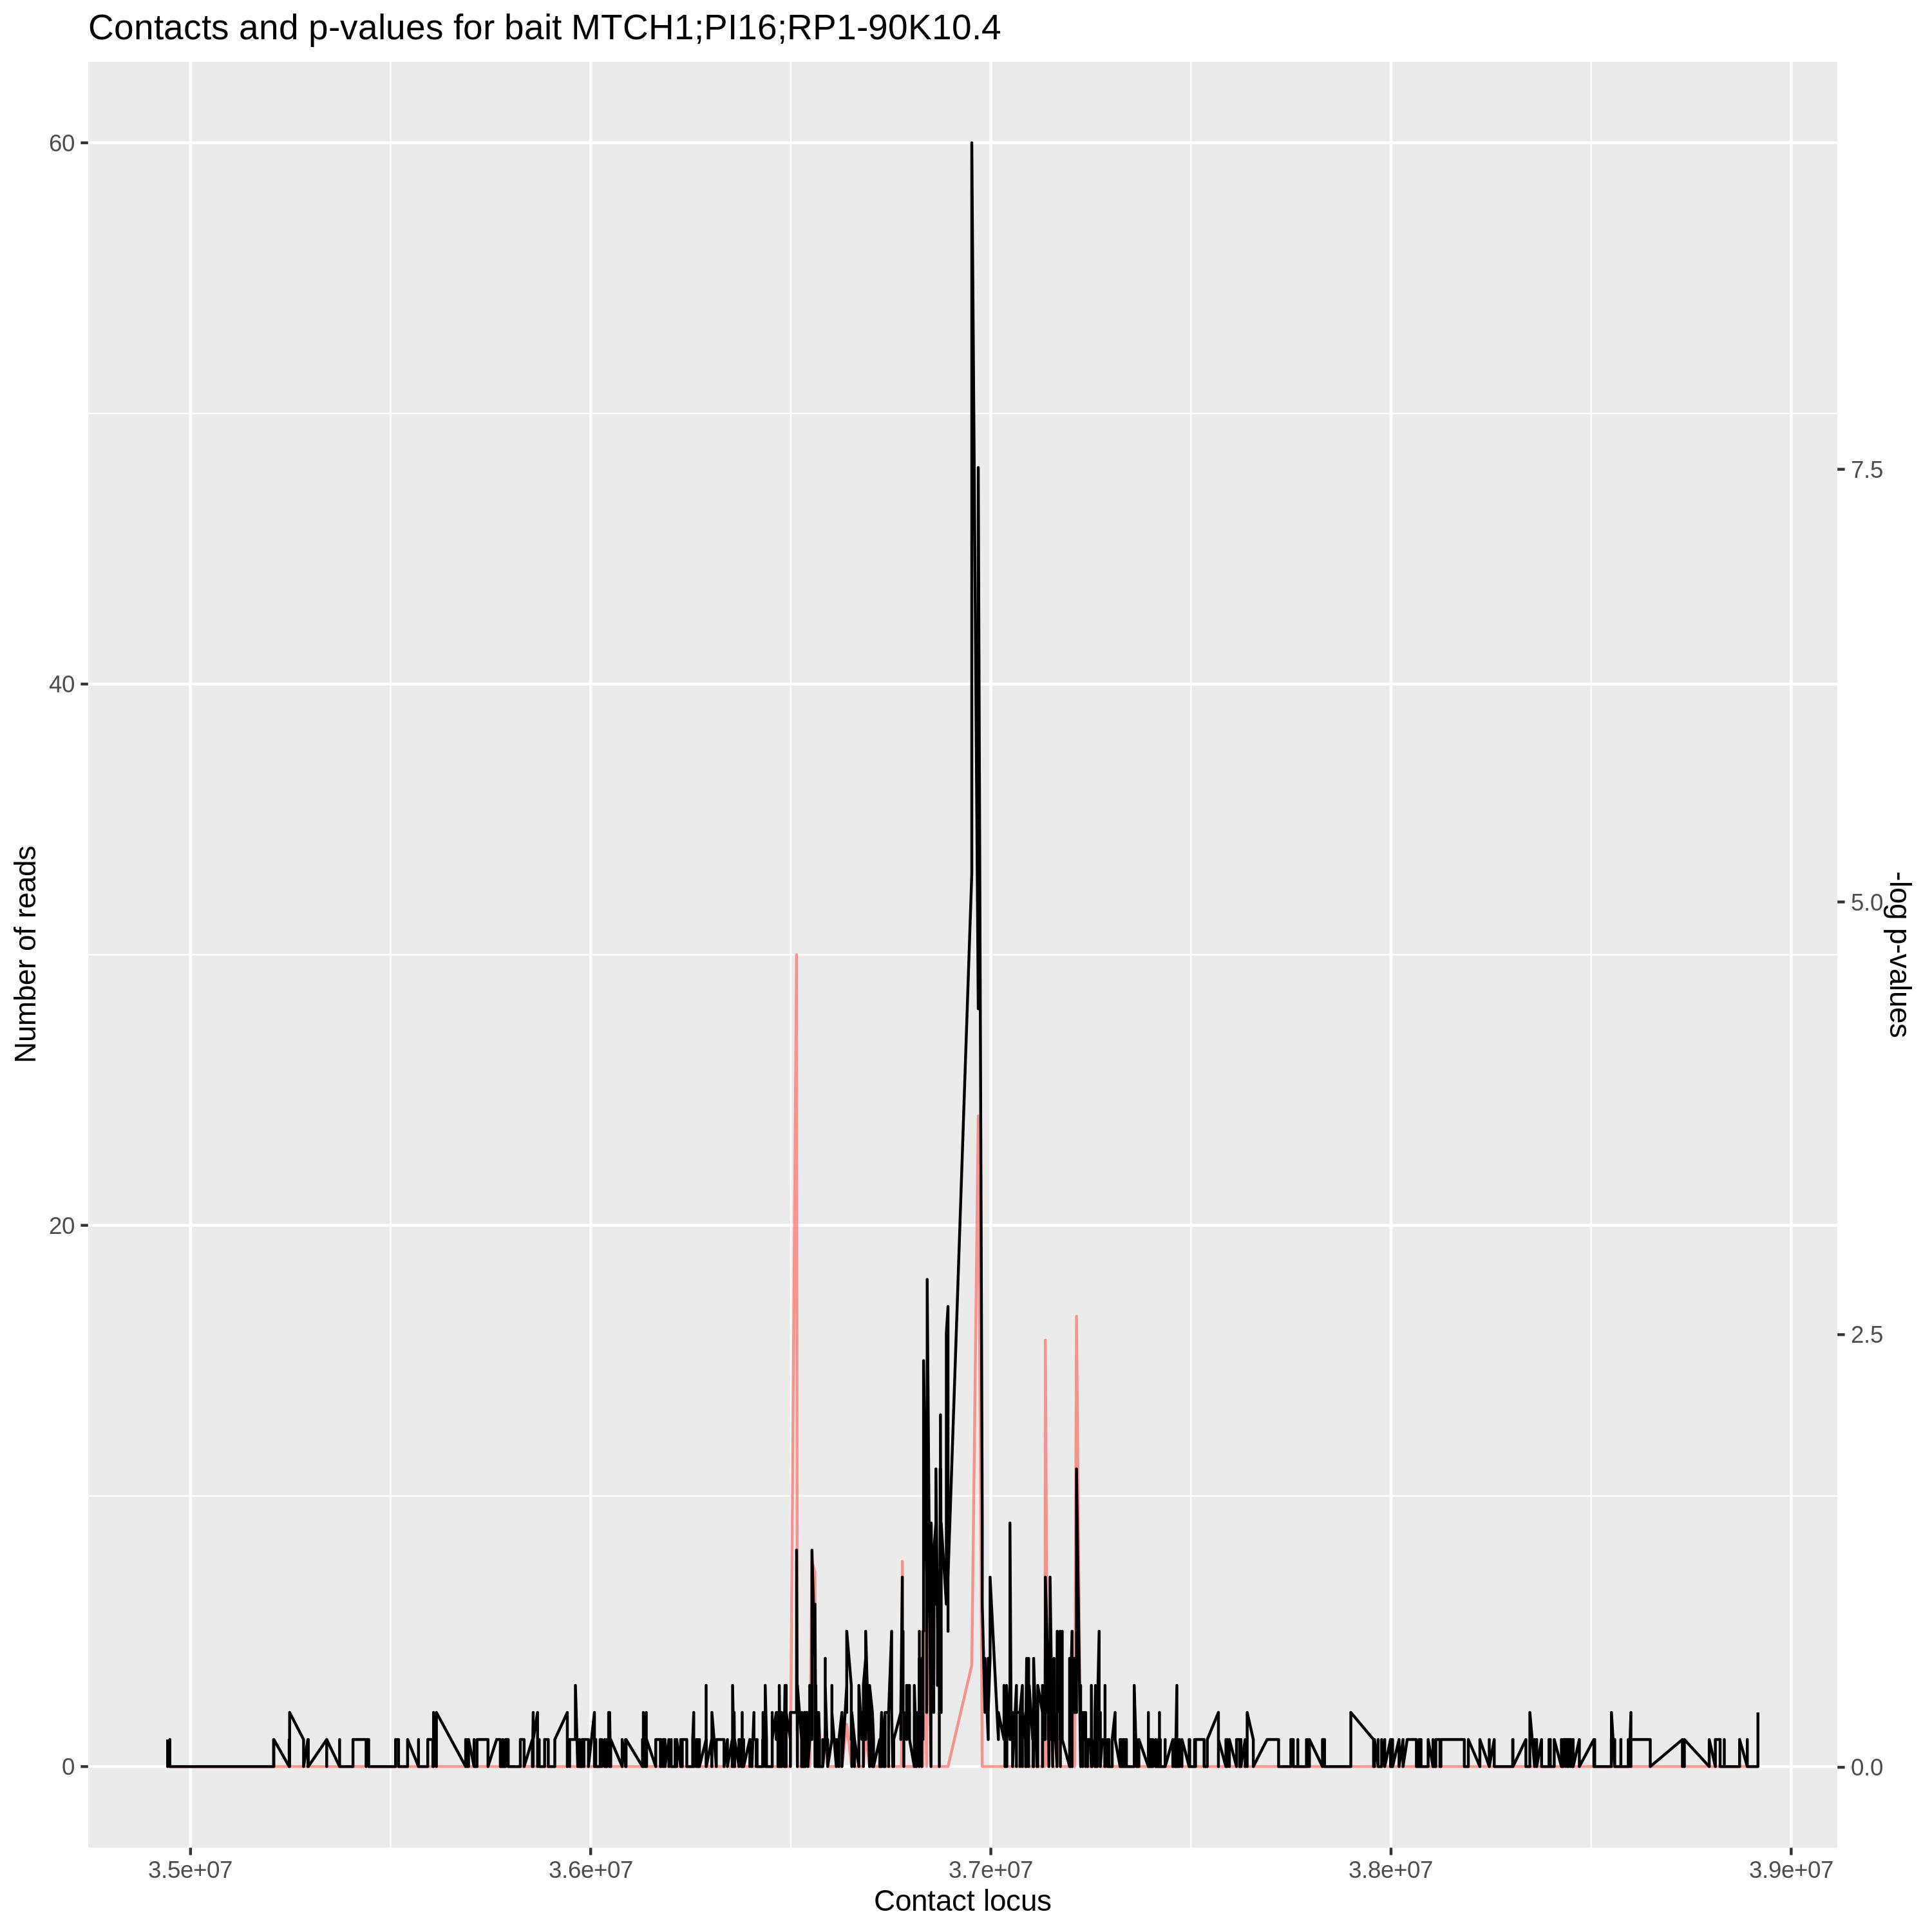 Contacts and p-values for bait MTCH1;PI16;RP1-90K10.4
60
40
20
0
7.5
5.0
2.5
0.0
Number of reads
-log p-values
3.5e+07 3.6e+07 3.7e+07 3.8e+07 3.9e+07
Contact locus